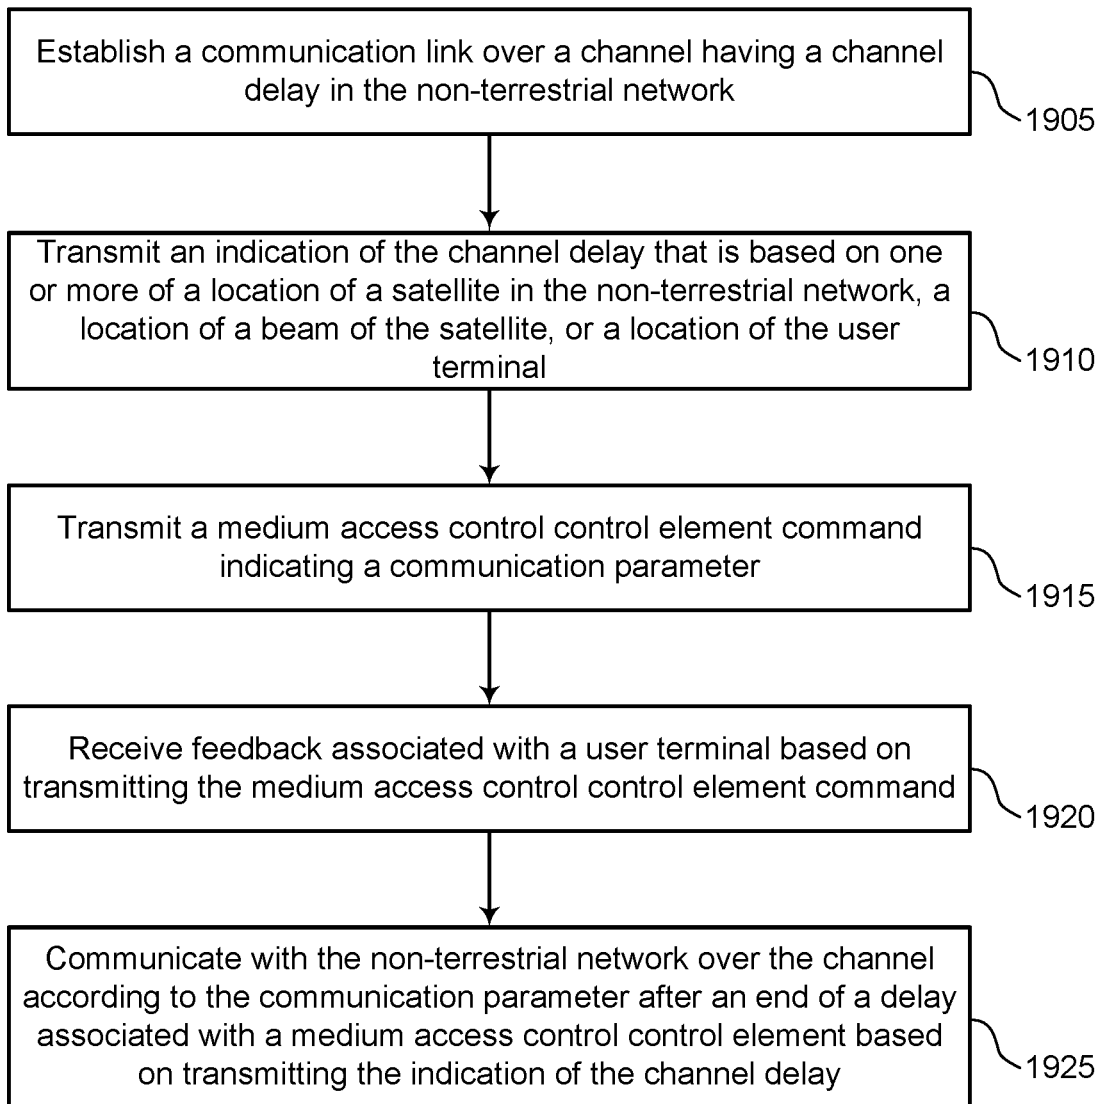 Establish a communication link over a channel having a channel
delay in the non-terrestrial network
1905
Transmit an indication of the channel delay that is based on one
or more of a location of a satellite in the non-terrestrial network, a
location of a beam of the satellite, or a location of the user
terminal
1910
Transmit a medium access control control element command
indicating a communication parameter
1915
Receive feedback associated with a user terminal based on
transmitting the medium access control control element command
1920
Communicate with the non-terrestrial network over the channel
according to the communication parameter after an end of a delay
associated with a medium access control control element based
on transmitting the indication of the channel delay
1925